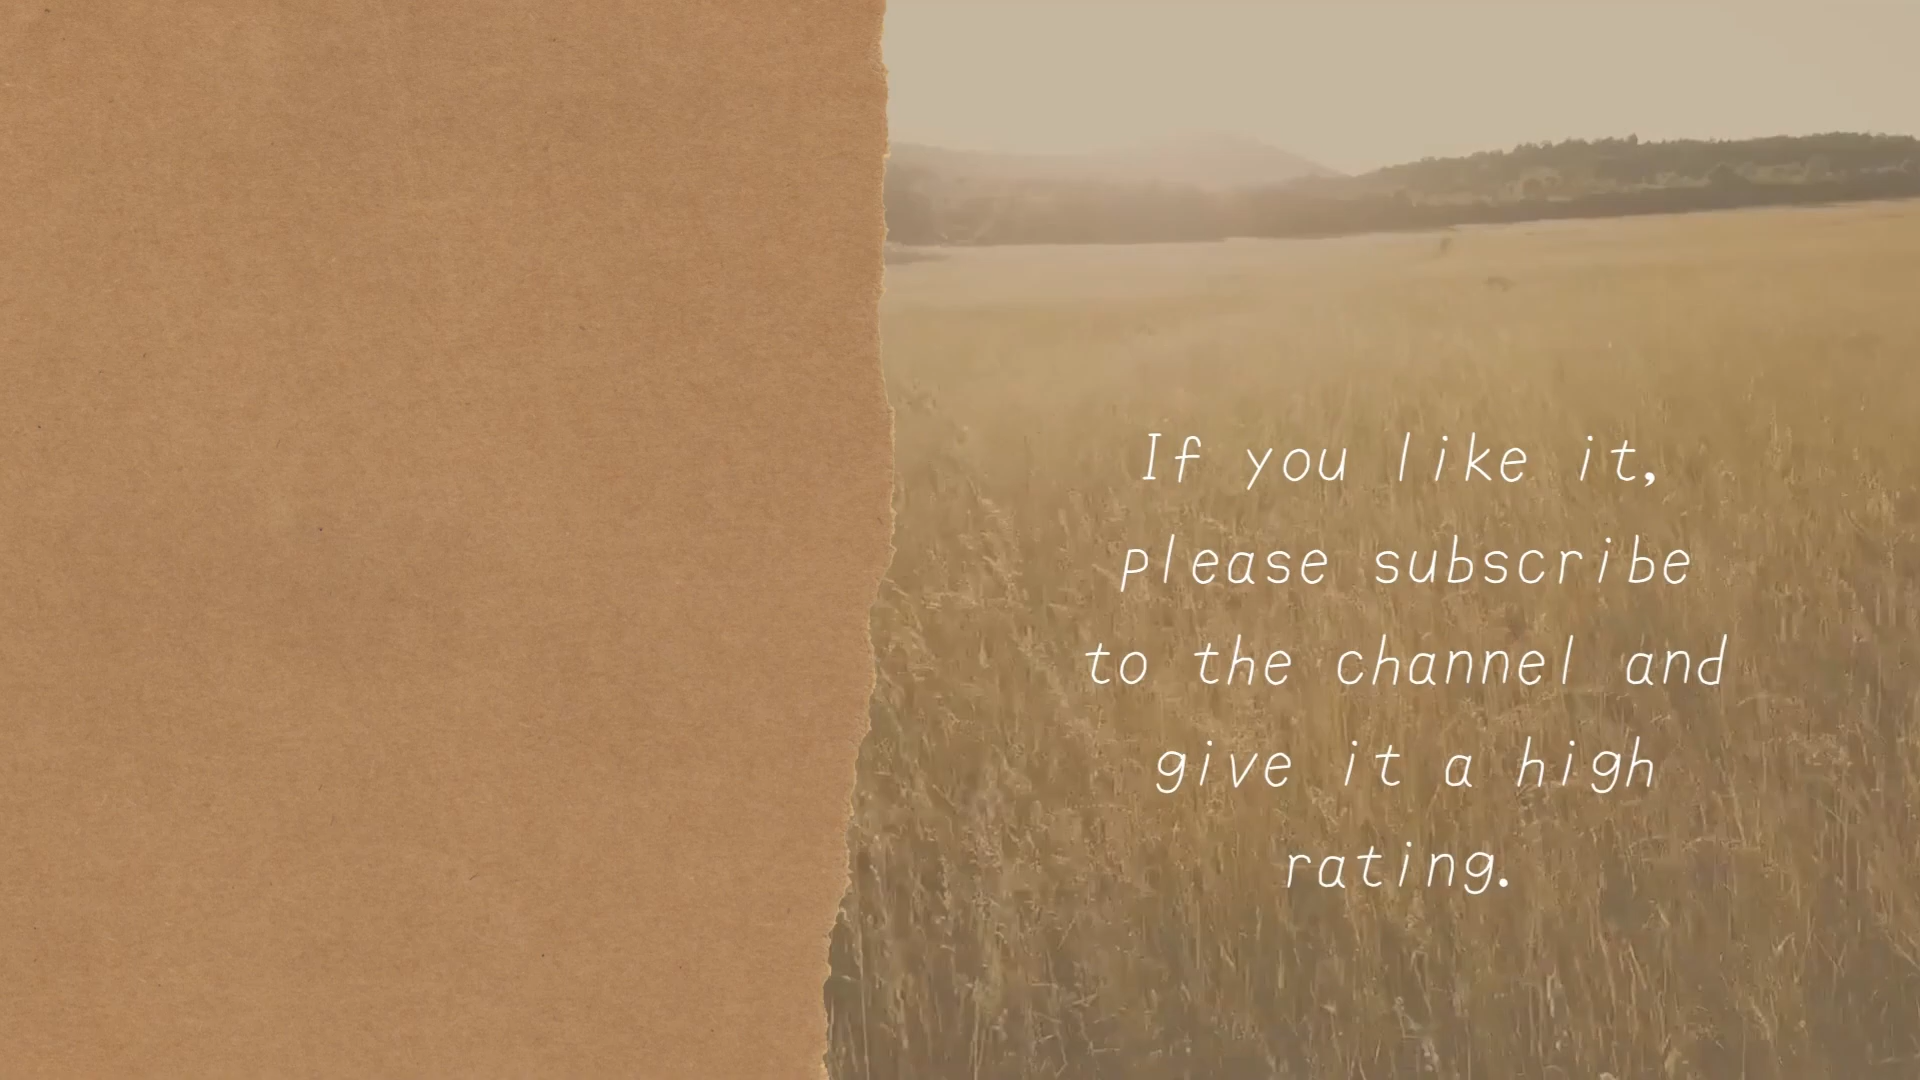 If you like it,
please subscribe
to the channel and
give it a high
rating.